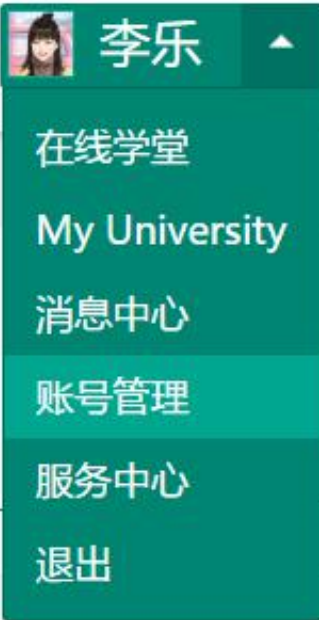 李乐
在线学堂
My University
消息中心
账号管理
服务中心
退出